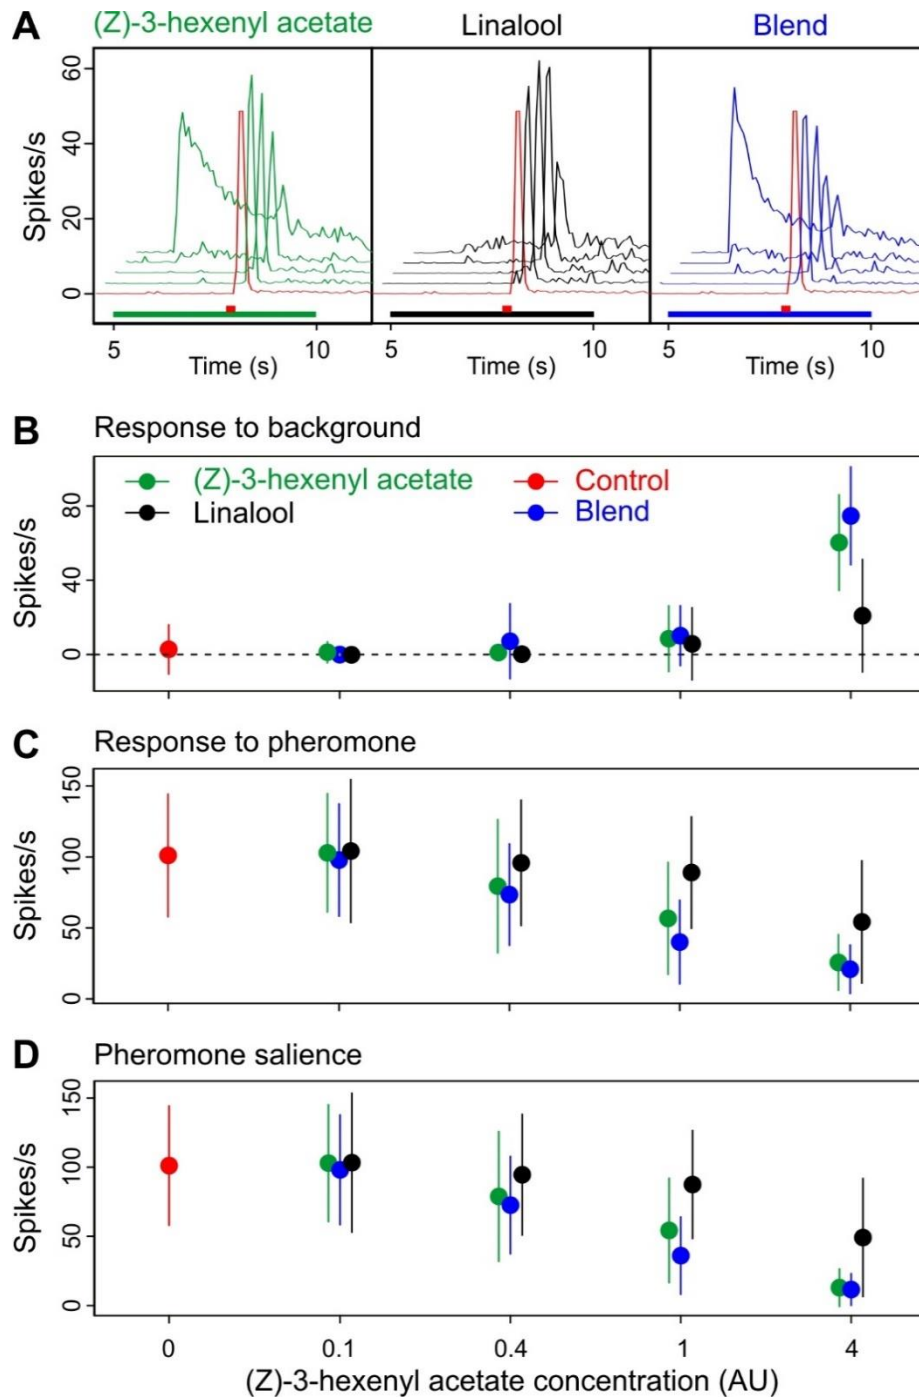 A (Z)-3-hexenyl acetate Linalool Blend
Spikes/s
60
40
20
0
5 10 5 10 5 10
Time (s) Time (s) Time (s)
B Response to background
(Z)-3-hexenyl acetate Control
Linalool Blend
Spikes/s
80
40
0
C Response to pheromone
Spikes/s
150
100
50
0
D Pheromone salience
Spikes/s
150
100
50
0
0 0.1 0.4 1 4
(Z)-3-hexenyl acetate concentration (AU)